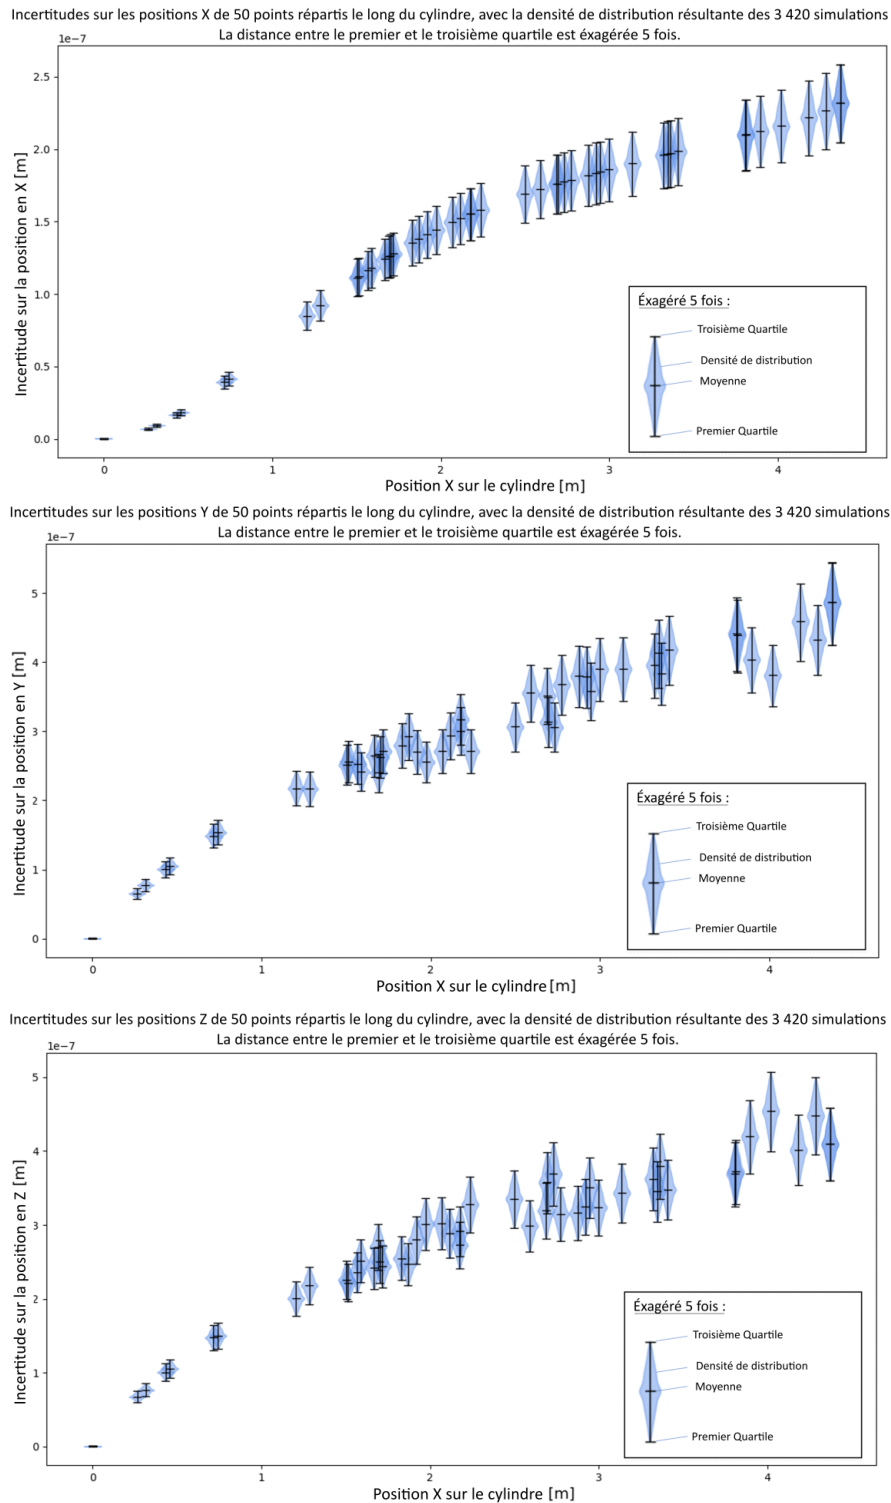 Incertitudes sur les positions X de 50 points répartis le long du cylindre, avec la densité de distribution résultante des 3 420 simulations
La distance entre le premier et le troisième quartile est éxagérée 5 fois.
1e−7
2.5
2.0
1.5
1.0
0.5
0.0
Incertitude sur la position en X [m]
Éxagéré 5 fois :
Troisième Quartile
Densité de distribution
Moyenne
Premier Quartile
0 1 2 3 4
Position X sur le cylindre [m]
Incertitudes sur les positions Y de 50 points répartis le long du cylindre, avec la densité de distribution résultante des 3 420 simulations
La distance entre le premier et le troisième quartile est éxagérée 5 fois.
1e−7
5
4
3
2
1
0
Incertitude sur la position en Y [m]
Éxagéré 5 fois :
Troisième Quartile
Densité de distribution
Moyenne
Premier Quartile
0 1 2 3 4
Position X sur le cylindre [m]
Incertitudes sur les positions Z de 50 points répartis le long du cylindre, avec la densité de distribution résultante des 3 420 simulations
La distance entre le premier et le troisième quartile est éxagérée 5 fois.
1e−7
5
4
3
2
1
0
Incertitude sur la position en Z [m]
Éxagéré 5 fois :
Troisième Quartile
Densité de distribution
Moyenne
Premier Quartile
0 1 2 3 4
Position X sur le cylindre [m]